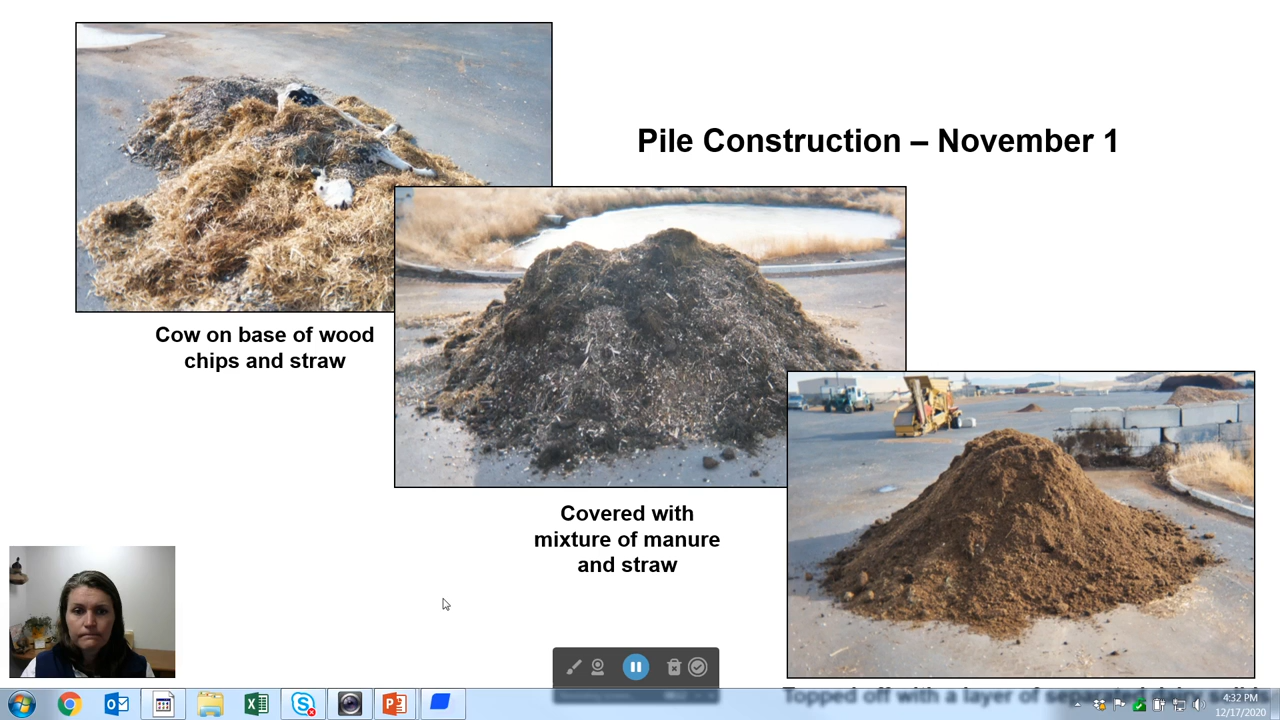 Pile Construction – November 1
Cow on base of wood
chips and straw
Covered with
mixture of manure
and straw
Topped off with a layer of separated dairy solids
4:32 PM
12/17/2020